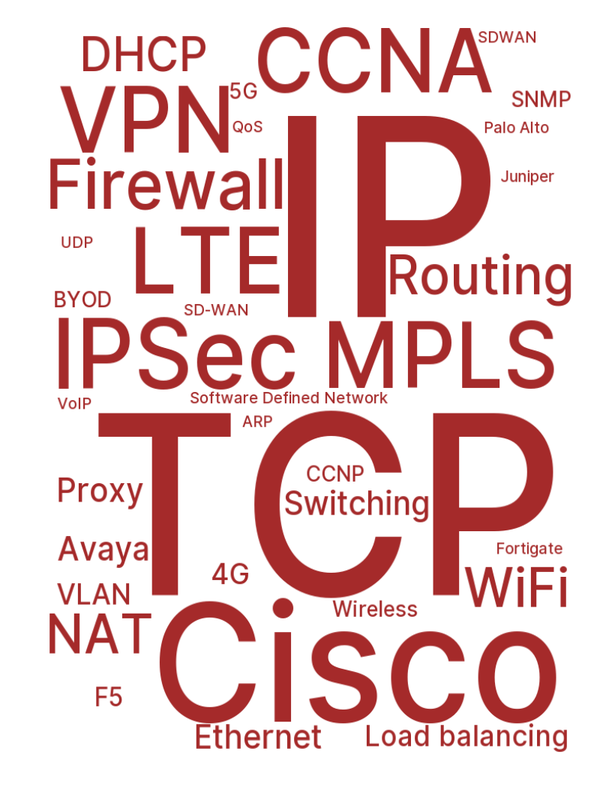 DHCP
CCNA
SDWAN
VPN
5G
SNMP
QoS
IP
Palo Alto
Firewall
Juniper
UDP
LTE
Routing
BYOD
SD-WAN
IPSec
MPLS
VoIP
Software Defined Network
TCP
ARP
CCNP
Proxy
Switching
Avaya
4G
Fortigate
VLAN
WiFi
Wireless
NAT
Cisco
F5
Ethernet
Load balancing